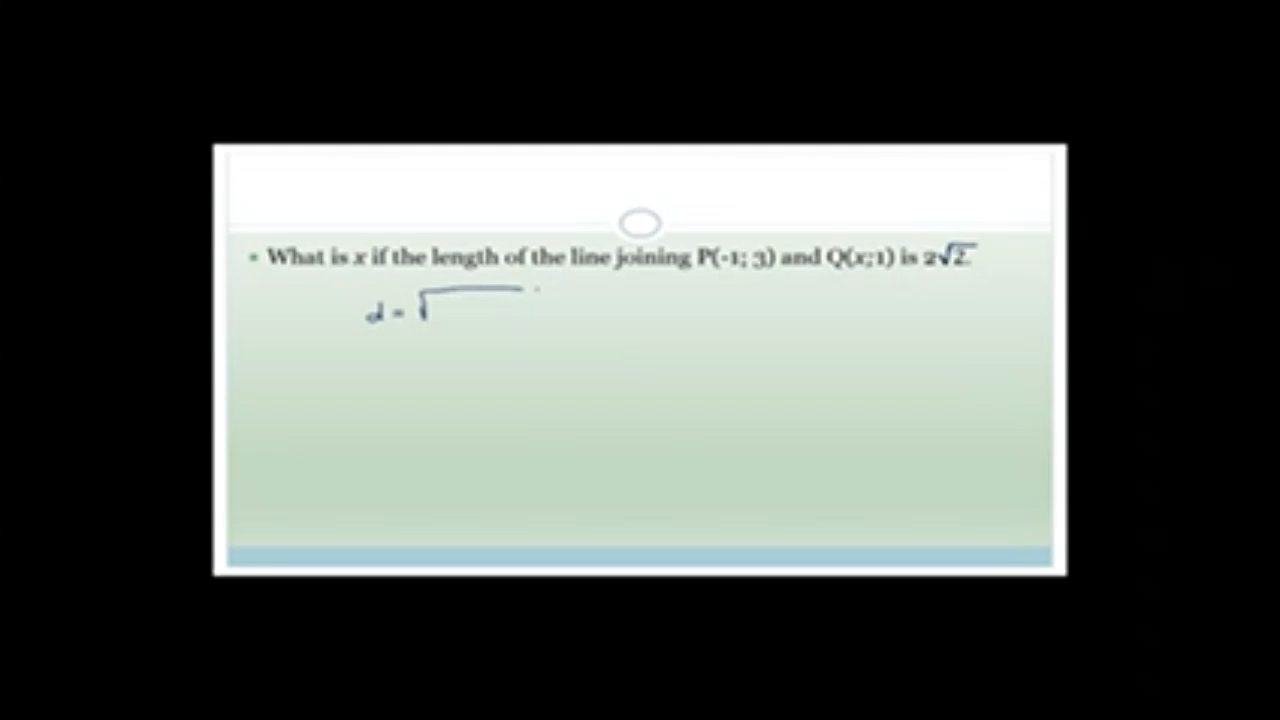 • What is x if the length of the line joining P(-1; 3) and Q(x;1) is 2√2.
d = √